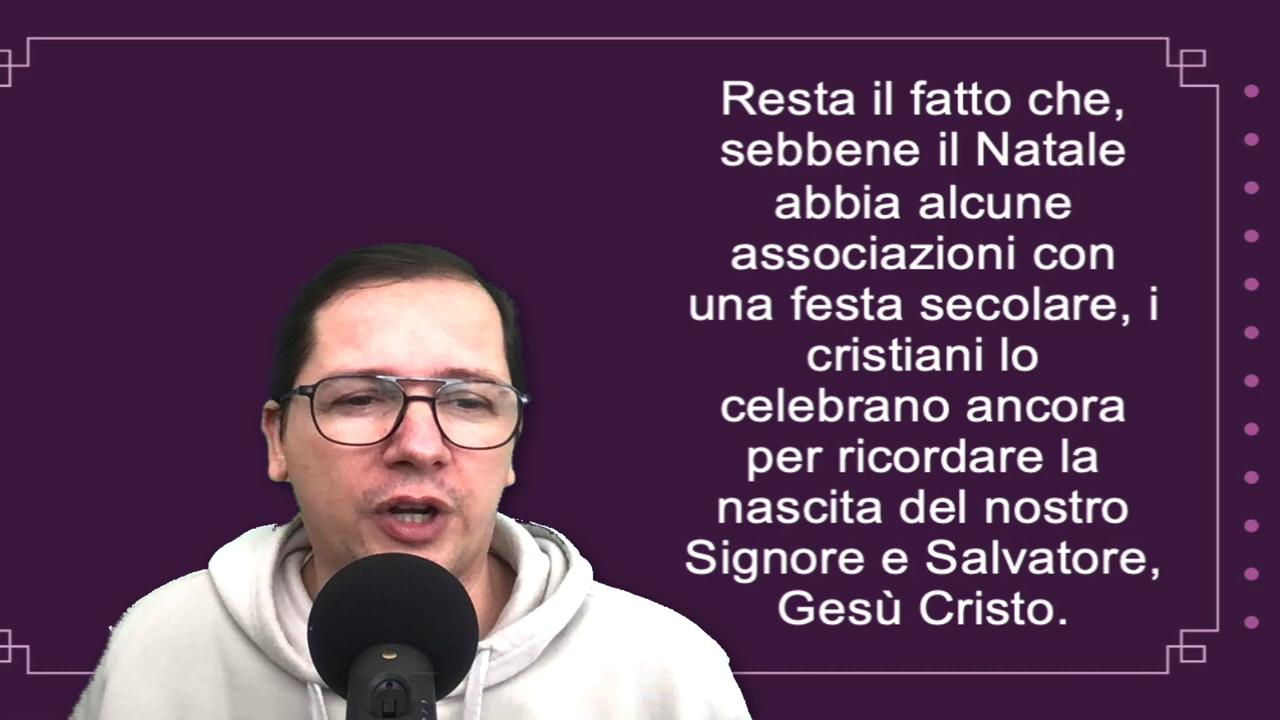 Resta il fatto che,
sebbene il Natale
abbia alcune
associazioni con
una festa secolare, i
cristiani lo
celebrano ancora
per ricordare la
nascita del nostro
Signore e Salvatore,
Gesù Cristo.